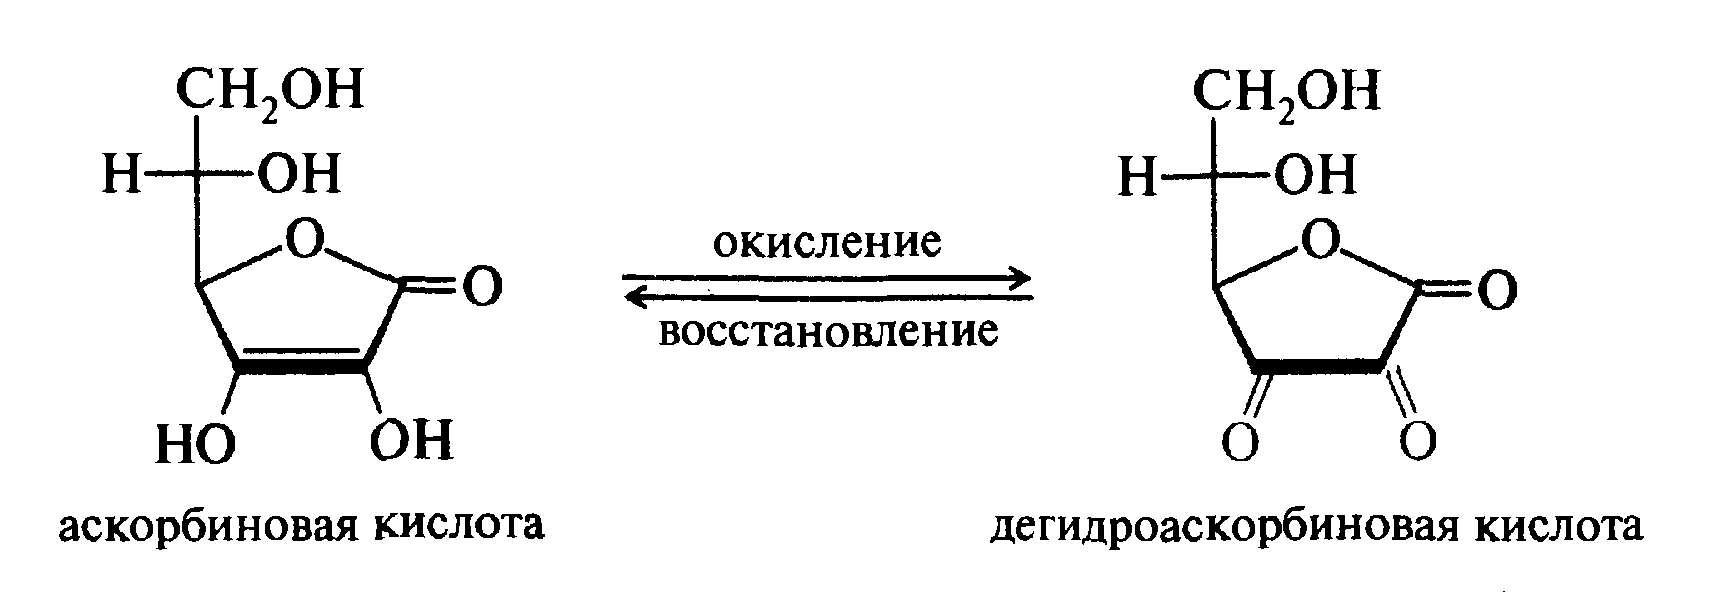 CH₂OH
H OH
O
O
HO OH
аскорбиновая кислота
окисление
восстановление
CH₂OH
H OH
O
O
O O
дегидроаскорбиновая кислота